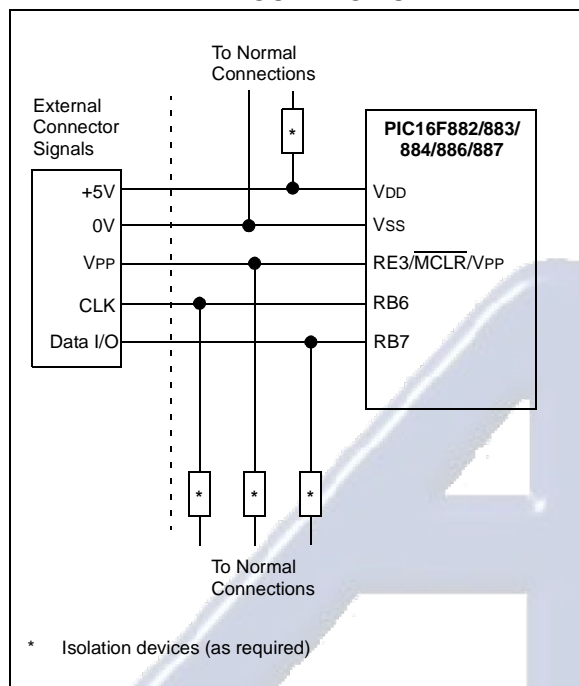 To Normal
Connections
External
Connector
Signals
*
PIC16F882/883/
884/886/887
+5V
VDD
0V
VSS
VPP
RE3/MCLR/VPP
CLK
RB6
Data I/O
RB7
*
*
*
To Normal
Connections
* Isolation devices (as required)